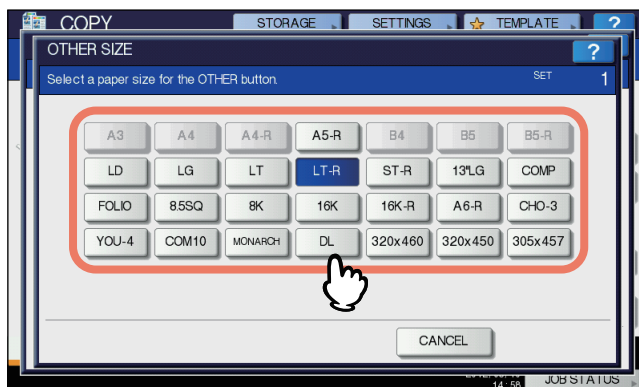 COPY STORAGE SETTINGS TEMPLATE ?
OTHER SIZE ?
Select a paper size for the OTHER button. SET 1
A3 A4 A4-R A5-R B4 B5 B5-R
LD LG LT LT-R ST-R 13"LG COMP
FOLIO 8.5SQ 8K 16K 16K-R A6-R CHO-3
YOU-4 COM10 MONARCH DL 320x460 320x450 305x457
CANCEL
14:58 JOB STATUS